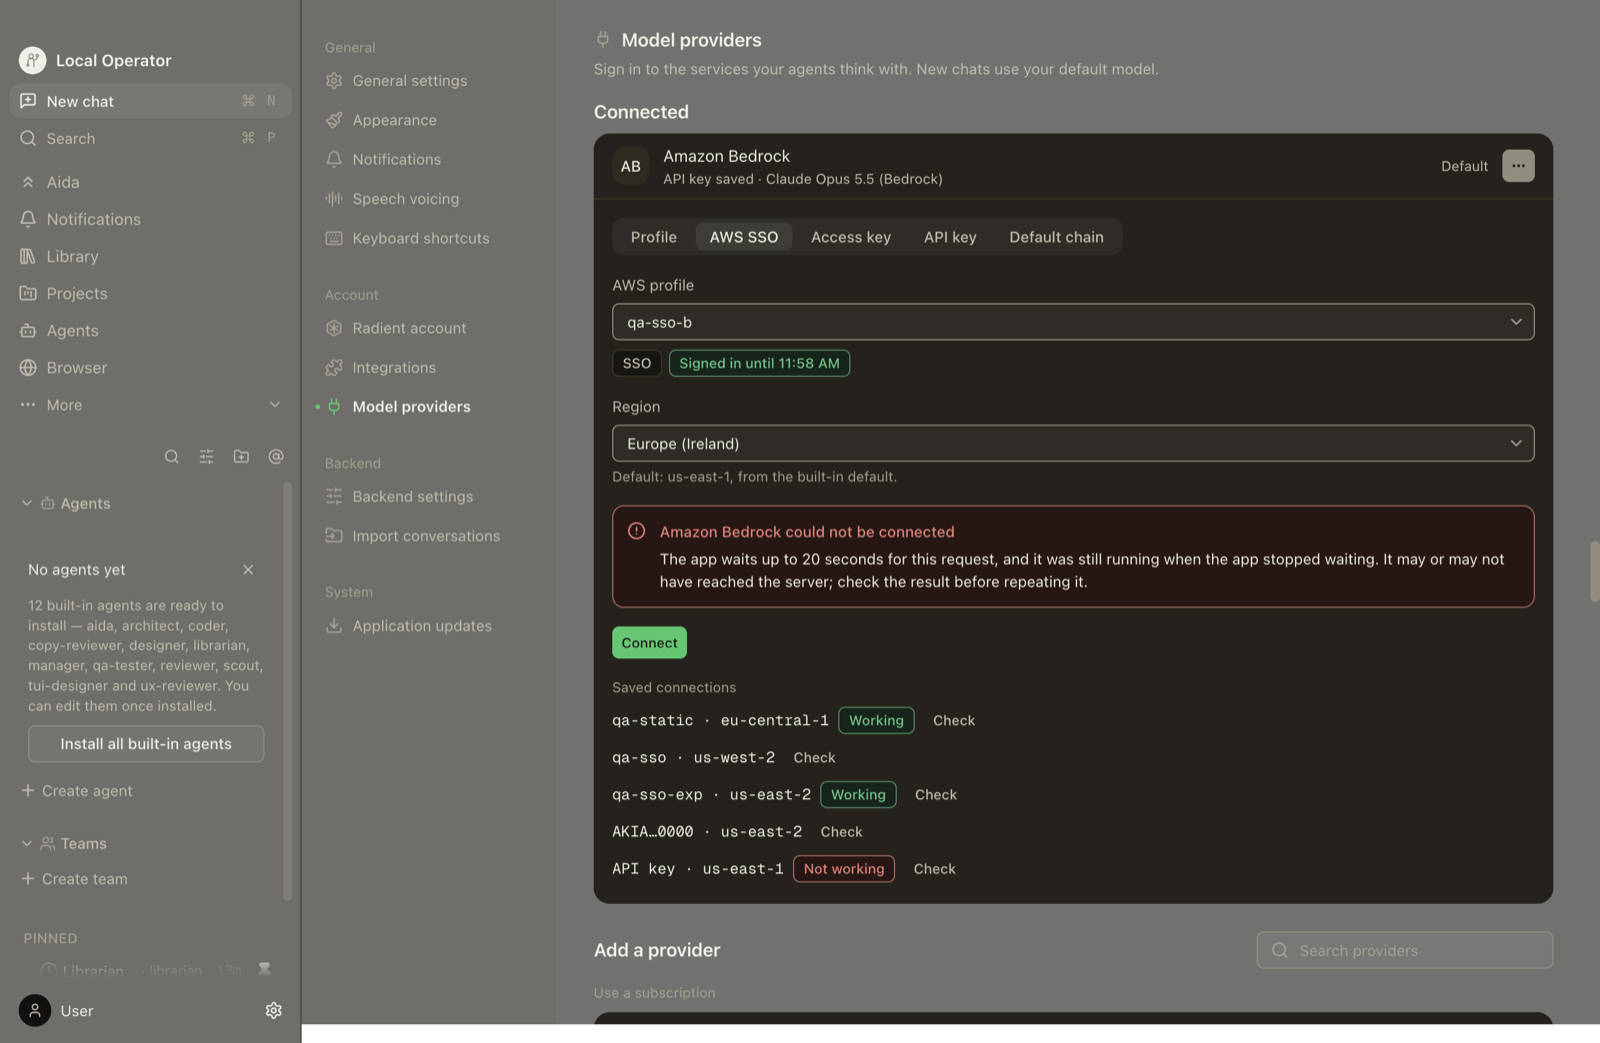 Local Operator
New chat ⌘ N
Search ⌘ P
Aida
Notifications
Library
Projects
Agents
Browser
More
Agents
No agents yet
12 built-in agents are ready to
install — aida, architect, coder,
copy-reviewer, designer, librarian,
manager, qa-tester, reviewer, scout,
tui-designer and ux-reviewer. You
can edit them once installed.
Install all built-in agents
Create agent
Teams
Create team
PINNED
Librarian · librarian 13m
User
General
General settings
Appearance
Notifications
Speech voicing
Keyboard shortcuts
Account
Radient account
Integrations
Model providers
Backend
Backend settings
Import conversations
System
Application updates
Model providers
Sign in to the services your agents think with. New chats use your default model.
Connected
AB
Amazon Bedrock
API key saved · Claude Opus 5.5 (Bedrock)
Default
Profile AWS SSO Access key API key Default chain
AWS profile
qa-sso-b
SSO Signed in until 11:58 AM
Region
Europe (Ireland)
Default: us-east-1, from the built-in default.
Amazon Bedrock could not be connected
The app waits up to 20 seconds for this request, and it was still running when the app stopped waiting. It may or may not
have reached the server; check the result before repeating it.
Connect
Saved connections
qa-static · eu-central-1 Working Check
qa-sso · us-west-2 Check
qa-sso-exp · us-east-2 Working Check
AKIA…0000 · us-east-2 Check
API key · us-east-1 Not working Check
Add a provider
Search providers
Use a subscription